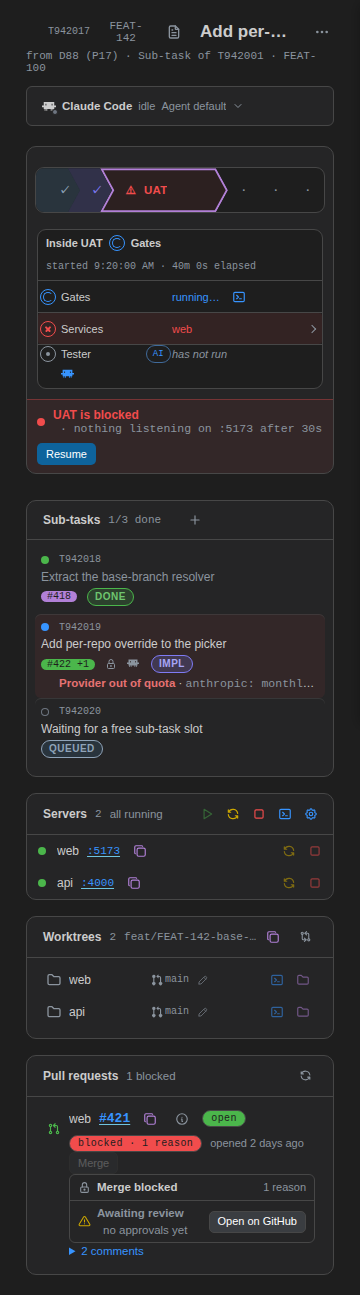 T942017 FEAT-142 Add per-…
from D88 (P17) · Sub-task of T942001 · FEAT-100
Claude Code idle Agent default
UAT
Inside UAT Gates
started 9:20:00 AM · 40m 0s elapsed
Gates running…
Services web
Tester AI has not run
UAT is blocked
· nothing listening on :5173 after 30s
Resume
Sub-tasks 1/3 done
T942018
Extract the base-branch resolver
#418 DONE
T942019
Add per-repo override to the picker
#422 +1 IMPL
Provider out of quota · anthropic: monthl…
T942020
Waiting for a free sub-task slot
QUEUED
Servers 2 all running
web :5173
api :4000
Worktrees 2 feat/FEAT-142-base-…
web main
api main
Pull requests 1 blocked
web #421 open
blocked · 1 reason opened 2 days ago
Merge
Merge blocked 1 reason
Awaiting review
no approvals yet
Open on GitHub
2 comments